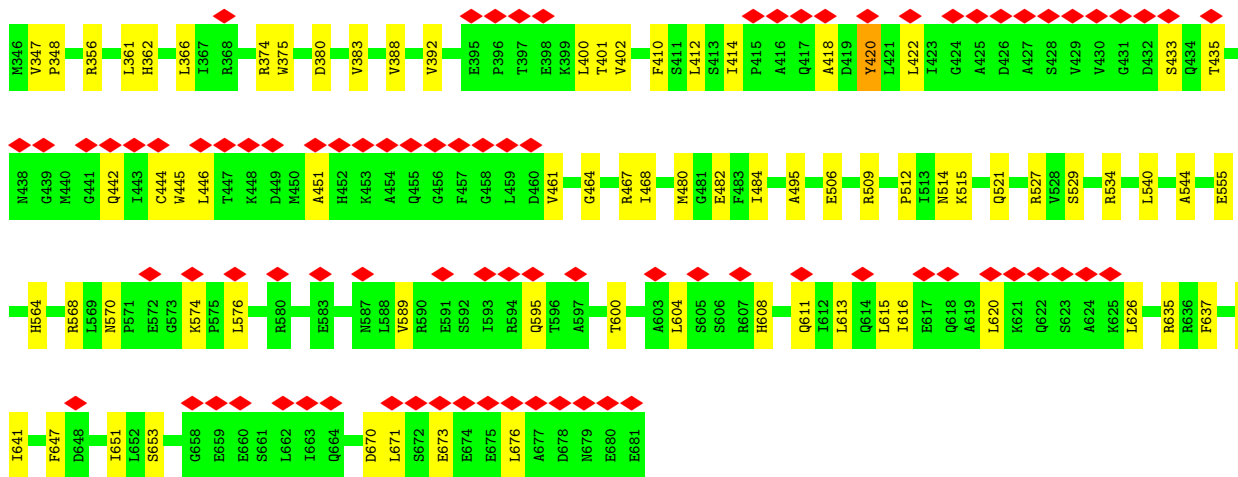 M346 V347 P348 R356 L361 H362 L366 I367 R368 R374 W375 D380 V383 V388 V392 E395 P396 T397 E398 K399 L400 T401 V402 F410 S411 L412 S413 I414 P415 A416 Q417 A418 D419 Y420 L421 L422 I423 G424 A425 D426 A427 S428 V429 V430 G431 D432 S433 Q434 T435
N438 G439 M440 G441 Q442 I443 C444 W445 L446 T447 K448 D449 M450 A451 H452 K453 A454 Q455 G456 F457 G458 L459 D460 V461 G464 R467 I468 M480 G481 E482 F483 I484 A495 E506 R509 P512 I513 N514 K515 Q521 R527 V528 S529 R534 L540 A544 E555
H564 R568 L569 N570 P571 E572 G573 K574 P575 L576 R580 E583 N587 L588 V589 R590 E591 S592 I593 R594 Q595 T596 A597 T600 A603 L604 S605 S606 R607 H608 Q611 I612 L613 Q614 L615 I616 E617 Q618 A619 L620 K621 Q622 S623 A624 K625 L626 R635 R636 F637
I641 F647 D648 I651 L652 S653 G658 E659 E660 S661 L662 I663 Q664 D670 L671 S672 E673 E674 E675 L676 A677 D678 N679 E680 E681